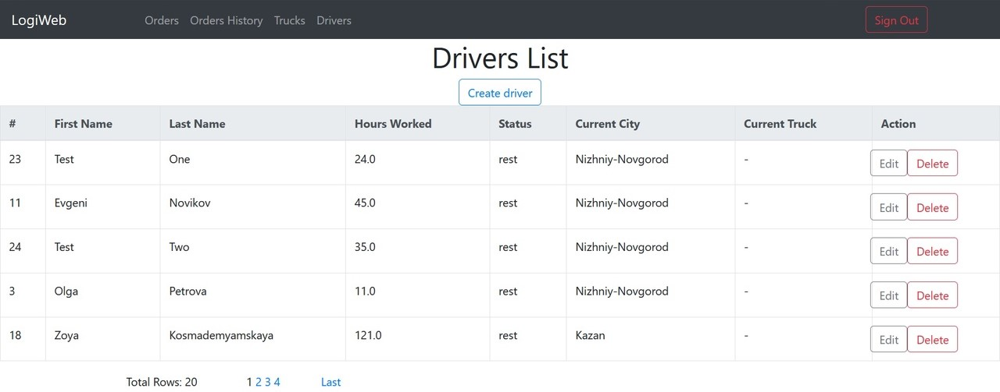 LogiWeb Orders Orders History Trucks Drivers Sign Out
Drivers List
Create driver
# First Name Last Name Hours Worked Status Current City Current Truck Action
23 Test One 24.0 rest Nizhniy-Novgorod - Edit Delete
11 Evgeni Novikov 45.0 rest Nizhniy-Novgorod - Edit Delete
24 Test Two 35.0 rest Nizhniy-Novgorod - Edit Delete
3 Olga Petrova 11.0 rest Nizhniy-Novgorod - Edit Delete
18 Zoya Kosmademyamskaya 121.0 rest Kazan - Edit Delete
Total Rows: 20 1 2 3 4 Last